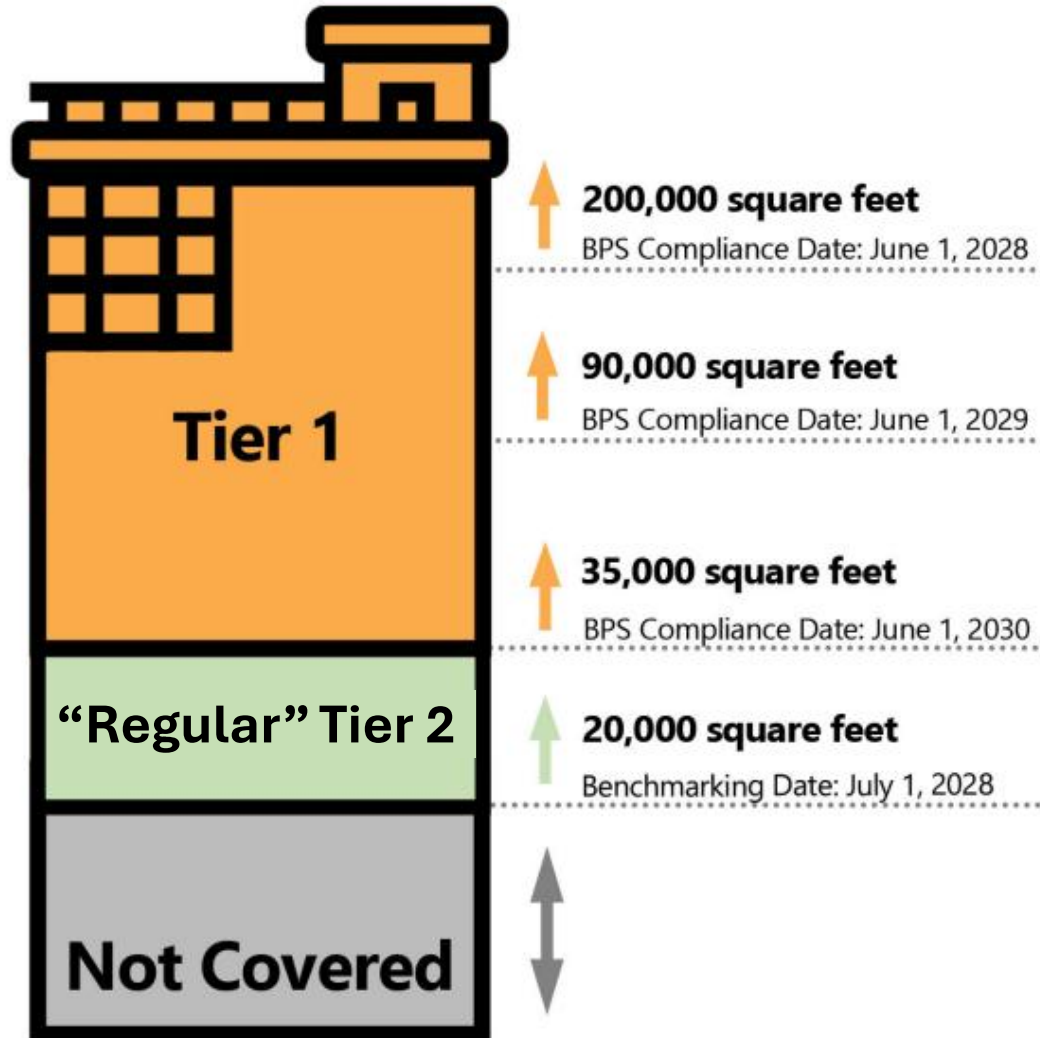 200,000 square feet
BPS Compliance Date: June 1, 2028
90,000 square feet
BPS Compliance Date: June 1, 2029
Tier 1
35,000 square feet
BPS Compliance Date: June 1, 2030
“Regular” Tier 2
20,000 square feet
Benchmarking Date: July 1, 2028
Not Covered